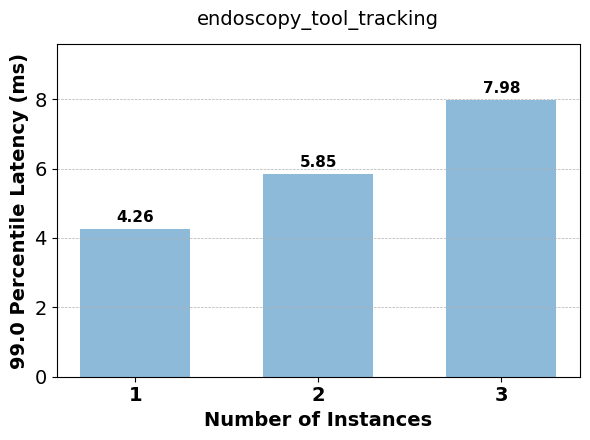 endoscopy_tool_tracking
99.0 Percentile Latency (ms)
8
6
4
2
0
4.26
5.85
7.98
1 2 3
Number of Instances